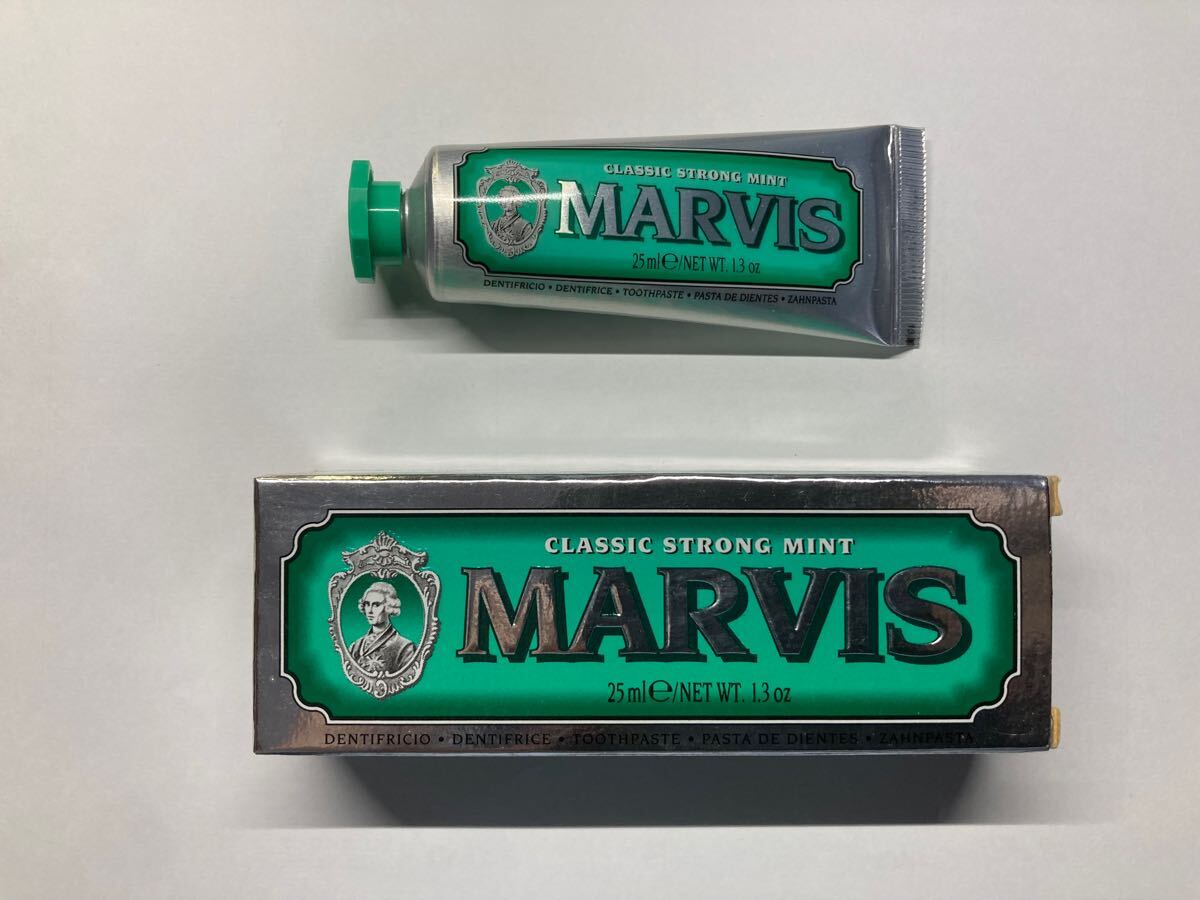 CLASSIC STRONG MINT
MARVIS
25 ml℮/NET WT. 1.3 oz
DENTIFRICIO • DENTIFRICE • TOOTHPASTE • PASTA DE DIENTES • ZAHNPASTA
CLASSIC STRONG MINT
MARVIS
25 ml℮/NET WT. 1.3 oz
DENTIFRICIO • DENTIFRICE • TOOTHPASTE • PASTA DE DIENTES • ZAHNPASTA